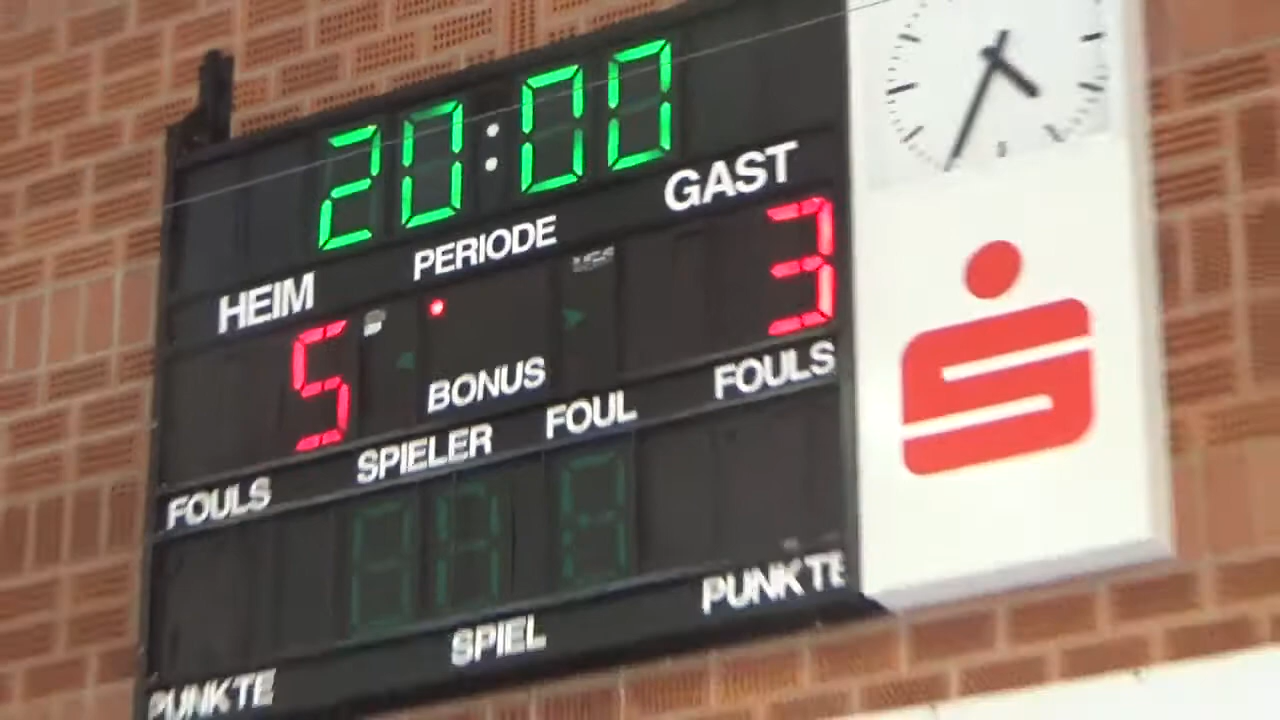 20:00
HEIM PERIODE GAST
5 3
BONUS
FOULS SPIELER FOUL FOULS
PUNKTE SPIEL PUNKTE